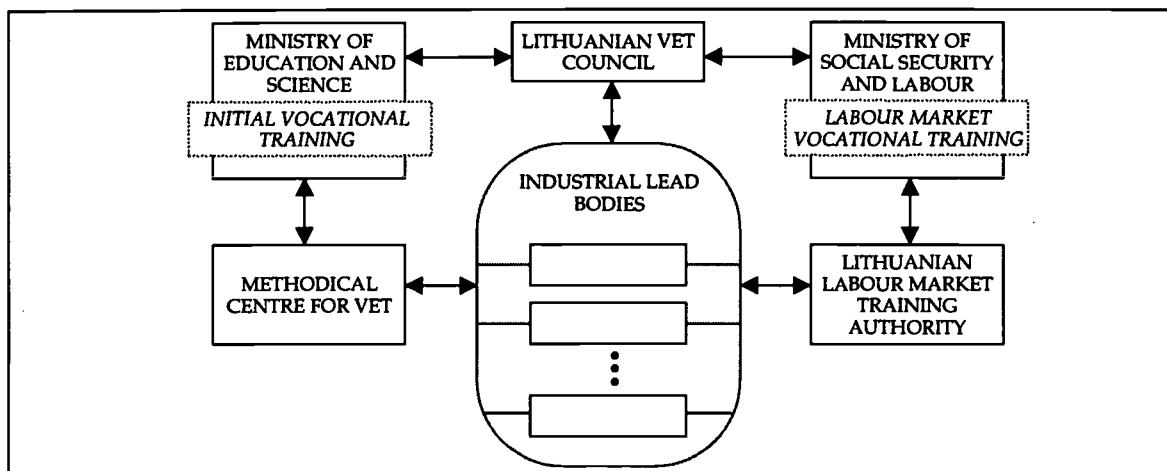 MINISTRY OF
EDUCATION AND
SCIENCE
INITIAL VOCATIONAL
TRAINING
LITHUANIAN VET
COUNCIL
MINISTRY OF
SOCIAL SECURITY
AND LABOUR
LABOUR MARKET
VOCATIONAL TRAINING
INDUSTRIAL LEAD
BODIES
METHODICAL
CENTRE FOR VET
LITHUANIAN
LABOUR MARKET
TRAINING
AUTHORITY